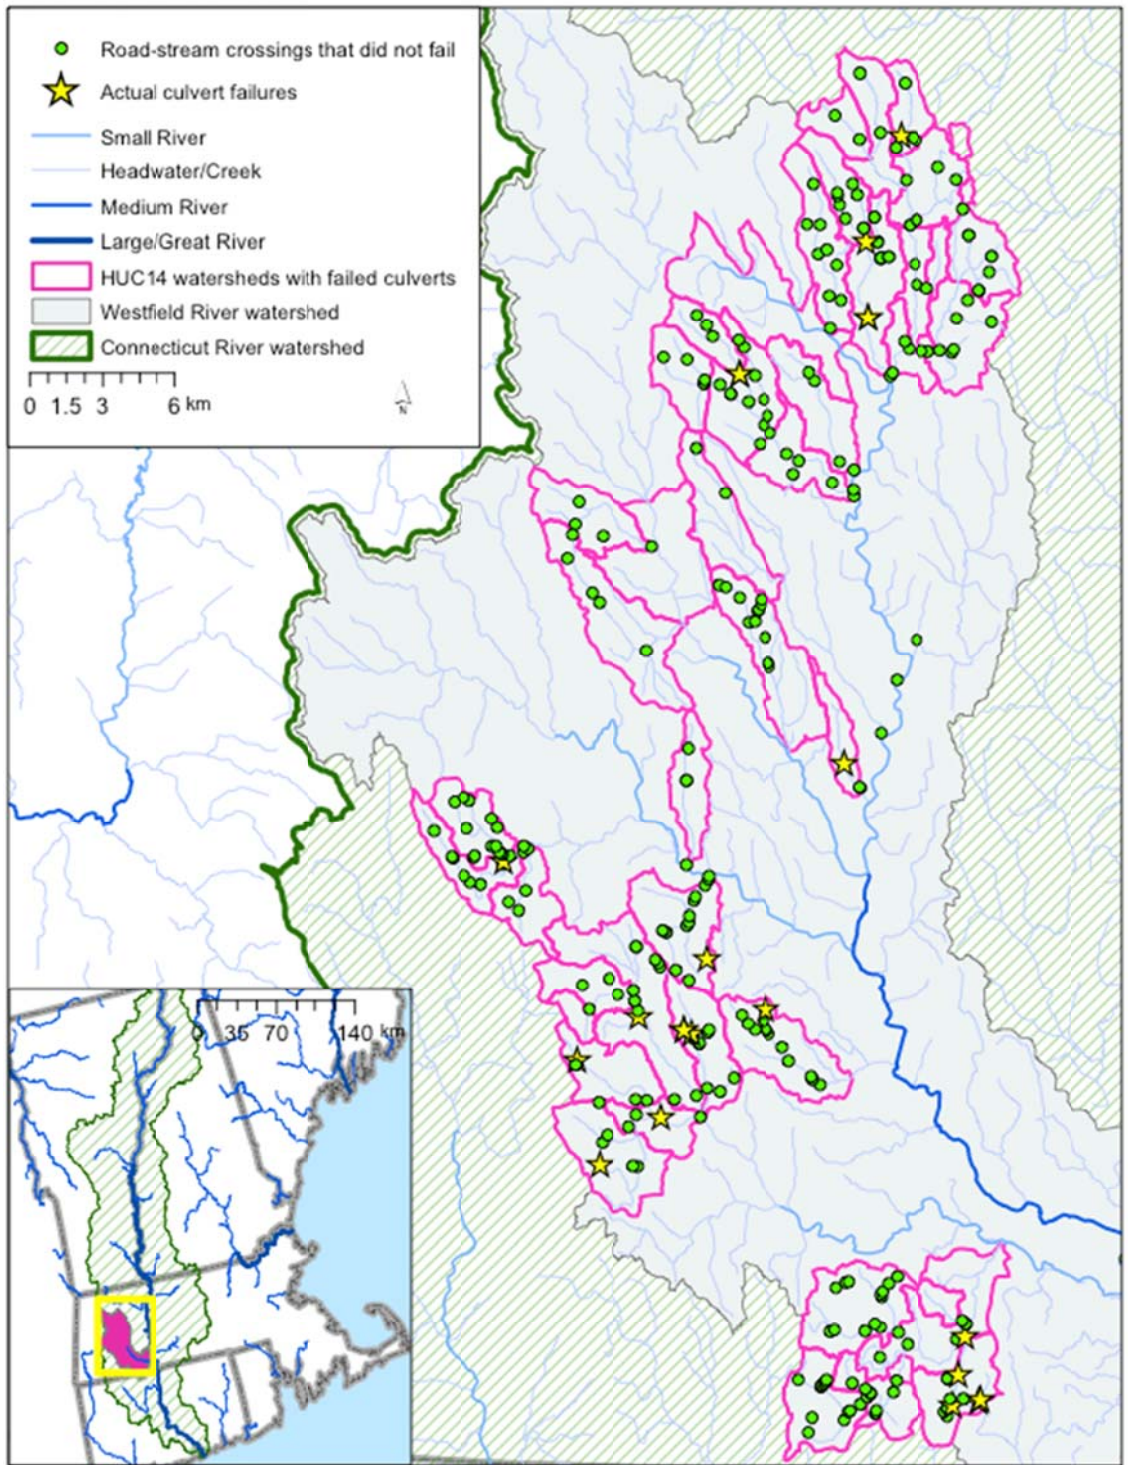 Road-stream crossings that did not fail
Actual culvert failures
Small River
Headwater/Creek
Medium River
Large/Great River
HUC14 watersheds with failed culverts
Westfield River watershed
Connecticut River watershed
0 1.5 3 6 km
N
0 35 70 140 km